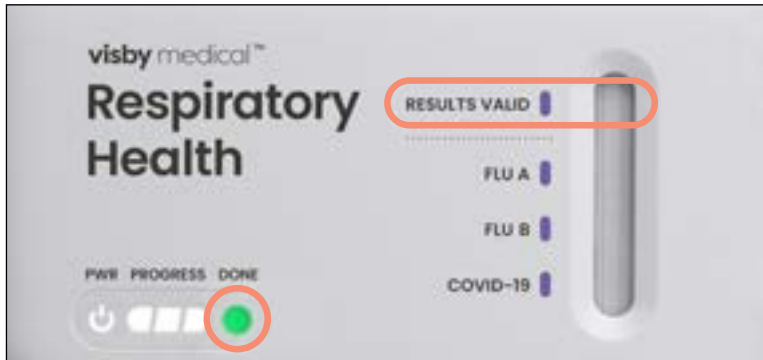 visby medical™
Respiratory
Health
RESULTS VALID
FLU A
FLU B
COVID-19
PWR PROGRESS DONE